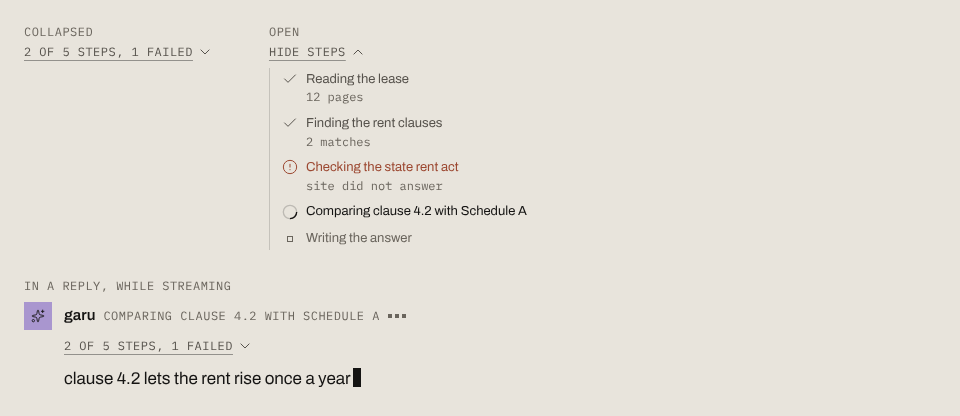 COLLAPSED
2 OF 5 STEPS, 1 FAILED
OPEN
HIDE STEPS
Reading the lease
12 pages
Finding the rent clauses
2 matches
Checking the state rent act
site did not answer
Comparing clause 4.2 with Schedule A
Writing the answer
IN A REPLY, WHILE STREAMING
garu COMPARING CLAUSE 4.2 WITH SCHEDULE A
2 OF 5 STEPS, 1 FAILED
clause 4.2 lets the rent rise once a year